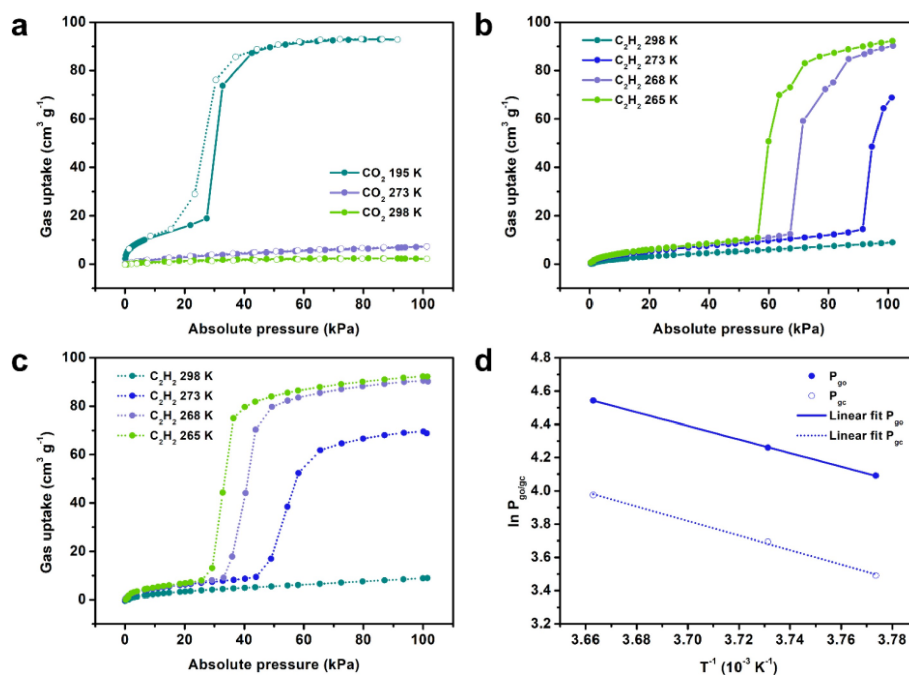 a
100
80
60
40
20
0
Gas uptake (cm³ g⁻¹)
CO₂ 195 K
CO₂ 273 K
CO₂ 298 K
0 20 40 60 80 100
Absolute pressure (kPa)
b
100
80
60
40
20
0
Gas uptake (cm³ g⁻¹)
C₂H₂ 298 K
C₂H₂ 273 K
C₂H₂ 268 K
C₂H₂ 265 K
0 20 40 60 80 100
Absolute pressure (kPa)
c
100
80
60
40
20
0
Gas uptake (cm³ g⁻¹)
C₂H₂ 298 K
C₂H₂ 273 K
C₂H₂ 268 K
C₂H₂ 265 K
0 20 40 60 80 100
Absolute pressure (kPa)
d
4.8
4.6
4.4
4.2
4.0
3.8
3.6
3.4
3.2
ln P go/gc
P go
P gc
Linear fit P go
Linear fit P gc
3.66 3.68 3.70 3.72 3.74 3.76 3.78
T⁻¹ (10⁻³ K⁻¹)